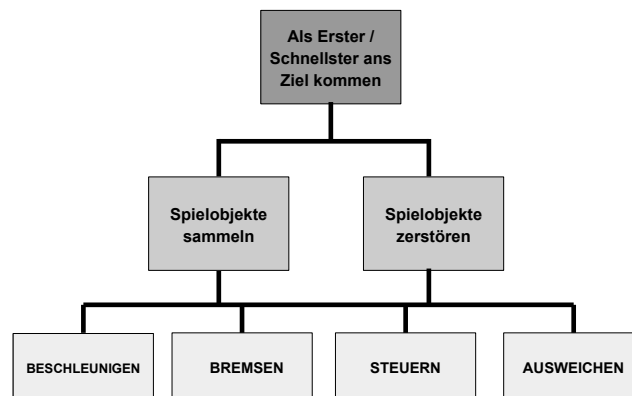 Als Erster /
Schnellster ans
Ziel kommen
Spielobjekte
sammeln
Spielobjekte
zerstören
BESCHLEUNIGEN
BREMSEN
STEUERN
AUSWEICHEN